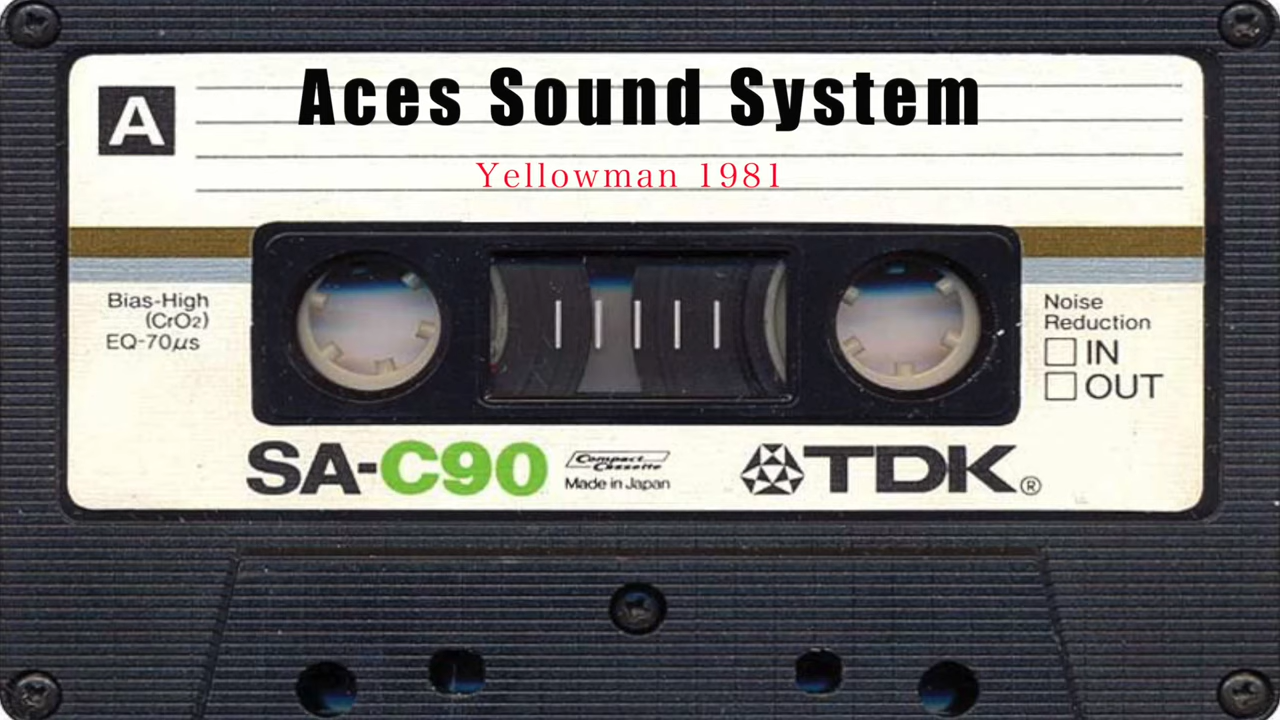 A
Aces Sound System
Yellowman 1981
Bias-High
(CrO2)
EQ-70µs
Noise
Reduction
IN
OUT
SA-C90
Compact
Cassette
Made in Japan
TDK®